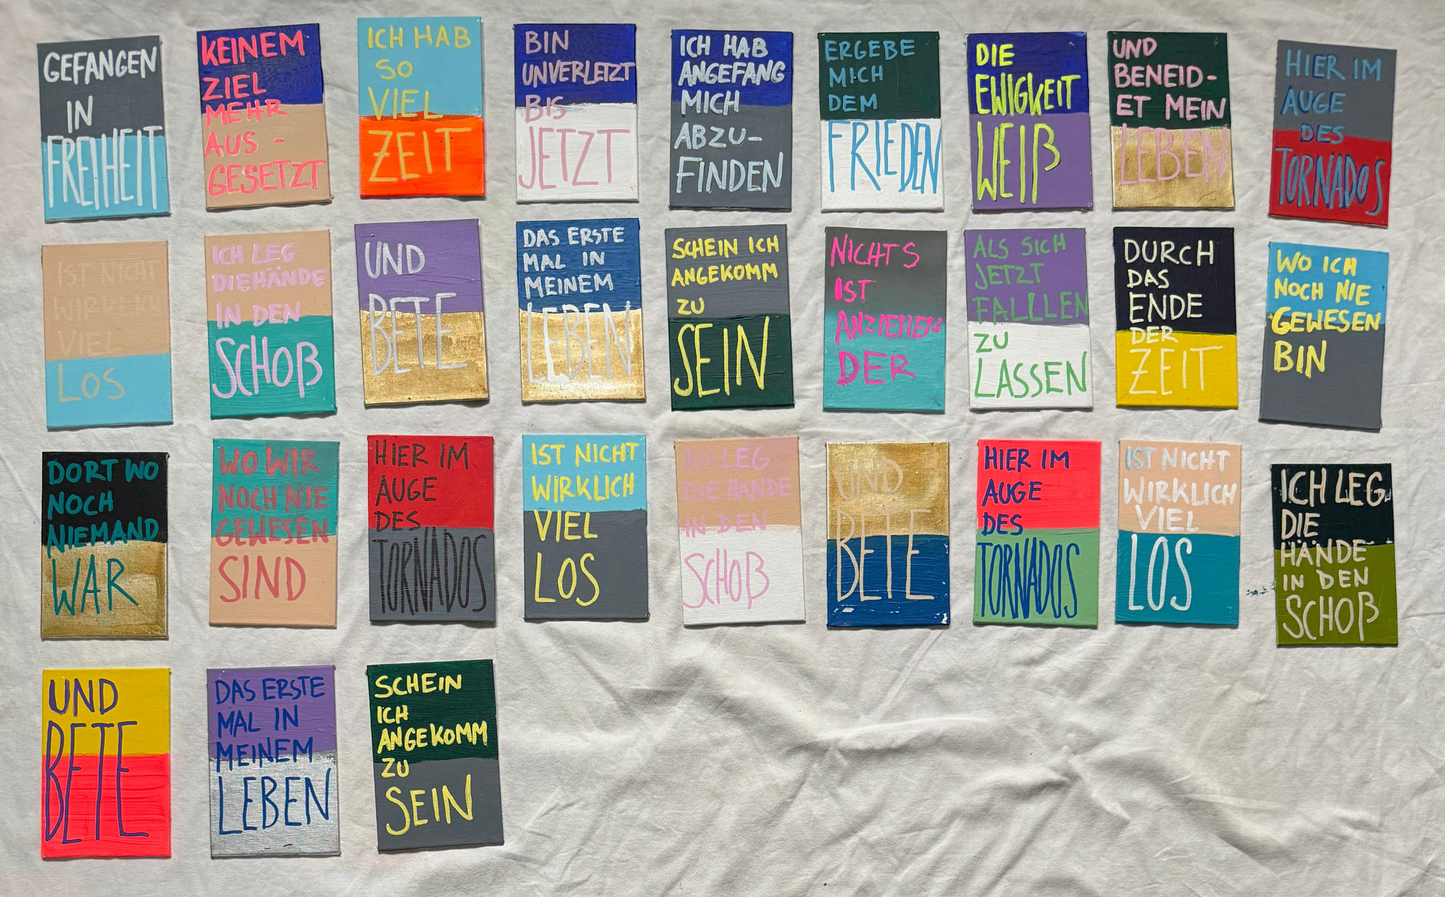 GEFANGEN
IN
FREIHEIT
KEINEM
ZIEL
MEHR
AUS -
GESETZT
ICH HAB
SO
VIEL
ZEIT
BIN
UNVERLETZT
BIS
JETZT
ICH HAB
ANGEFANG
MICH
ABZU-
FINDEN
ERGEBE
MICH
DEM
FRIEDEN
DIE
EWIGKEIT
WEIß
UND
BENEID-
ET MEIN
LEBEN
HIER IM
AUGE
DES
TORNADOS
IST NICHT
WIRKLICH
VIEL
LOS
ICH LEG
DIE HÄNDE
IN DEN
SCHOß
UND
BETE
DAS ERSTE
MAL IN
MEINEM
LEBEN
SCHEIN ICH
ANGEKOMM
ZU
SEIN
NICHTS
IST
ANZIEHEN
DER
ALS SICH
JETZT
FALLLEN
ZU
LASSEN
DURCH
DAS
ENDE
DER
ZEIT
WO ICH
NOCH NIE
GEWESEN
BIN
DORT WO
NOCH
NIEMAND
WAR
WO WIR
NOCH NIE
GEWESEN
SIND
HIER IM
AUGE
DES
TORNADOS
IST NICHT
WIRKLICH
VIEL
LOS
ICH LEG
DIE HÄNDE
IN DEN
SCHOß
UND
BETE
HIER IM
AUGE
DES
TORNADOS
IST NICHT
WIRKLICH
VIEL
LOS
ICH LEG
DIE
HÄNDE
IN DEN
SCHOß
UND
BETE
DAS ERSTE
MAL IN
MEINEM
LEBEN
SCHEIN
ICH
ANGEKOMM
ZU
SEIN